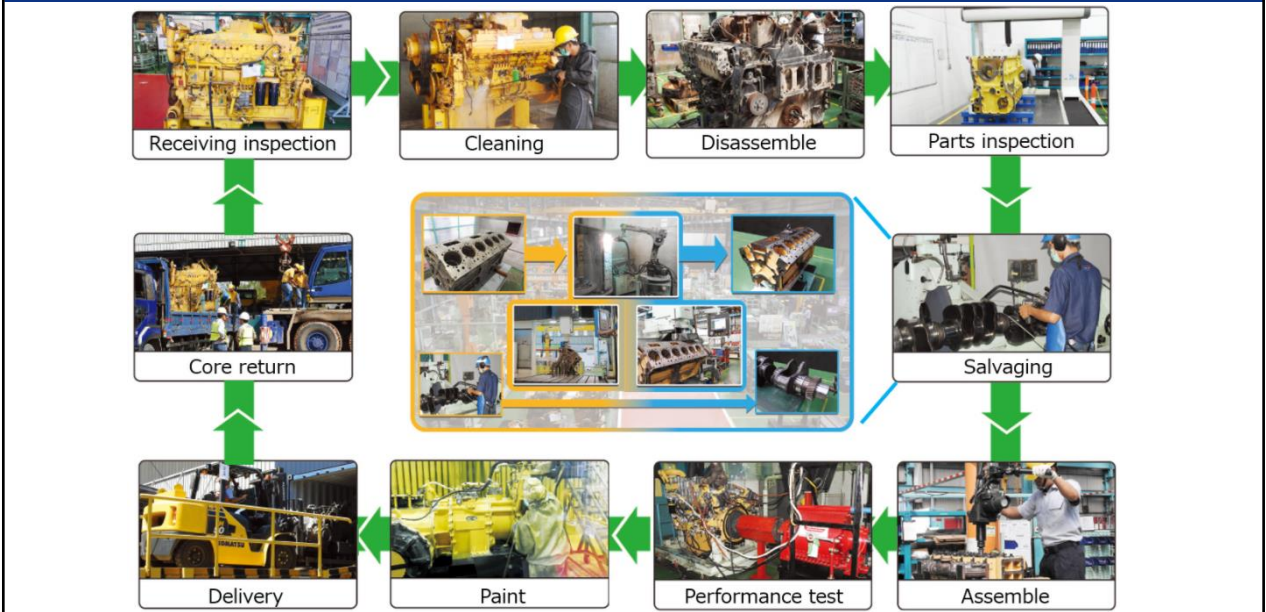 Receiving inspection
Cleaning
Disassemble
Parts inspection
Core return
Salvaging
Delivery
Paint
Performance test
Assemble
KOMATSU